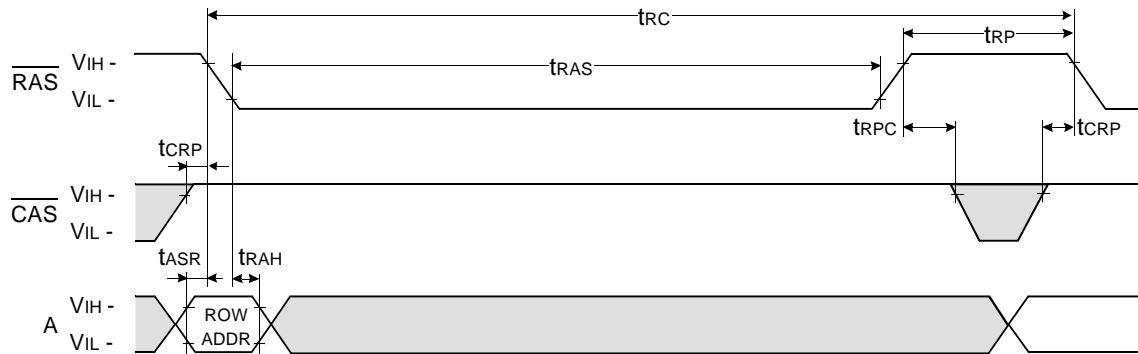 tRC
tRP
RAS
VIH -
VIL -
tRAS
tRPC
tCRP
tCRP
CAS
VIH -
VIL -
tASR
tRAH
A
VIH -
VIL -
ROW
ADDR